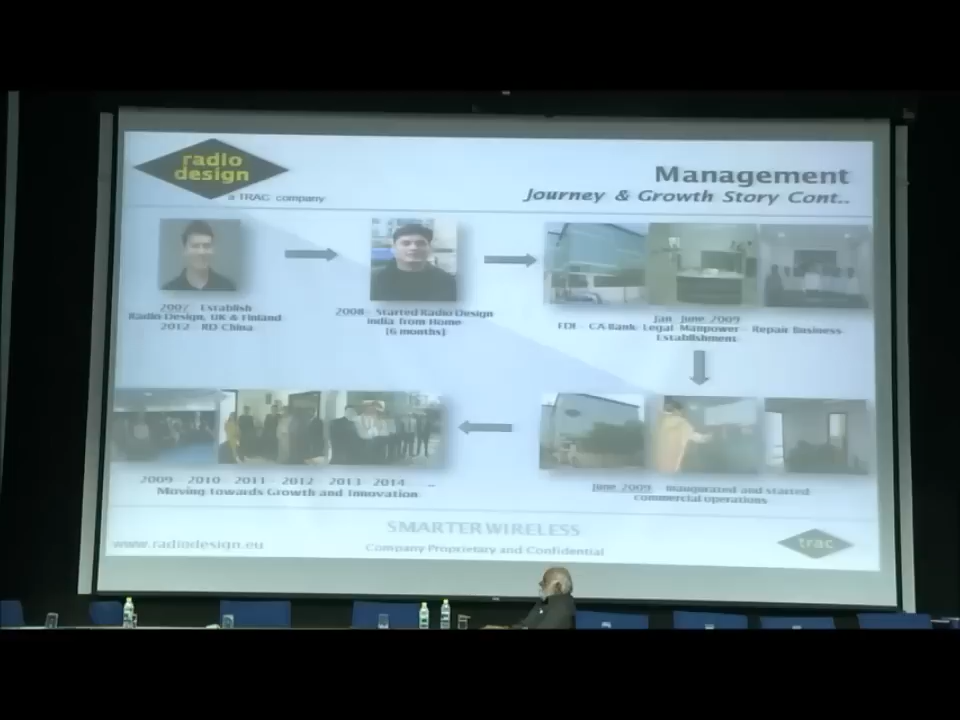 radio
design
a TRAC company
Management
Journey & Growth Story Cont..
2007 Establish
Radio Design, UK & Finland
2012 - RD China
2008 - Started Radio Design
India from Home
[6 months]
Jan June 2009
FDI - CA Bank Legal Manpower - Repair Business
Establishment
2009 - 2010 - 2011 - 2012 - 2013 - 2014 ..
Moving towards Growth and Innovation
June 2009 Inaugurated and started
commercial operations
SMARTER WIRELESS
www.radiodesign.eu
Company Proprietary and Confidential
trac